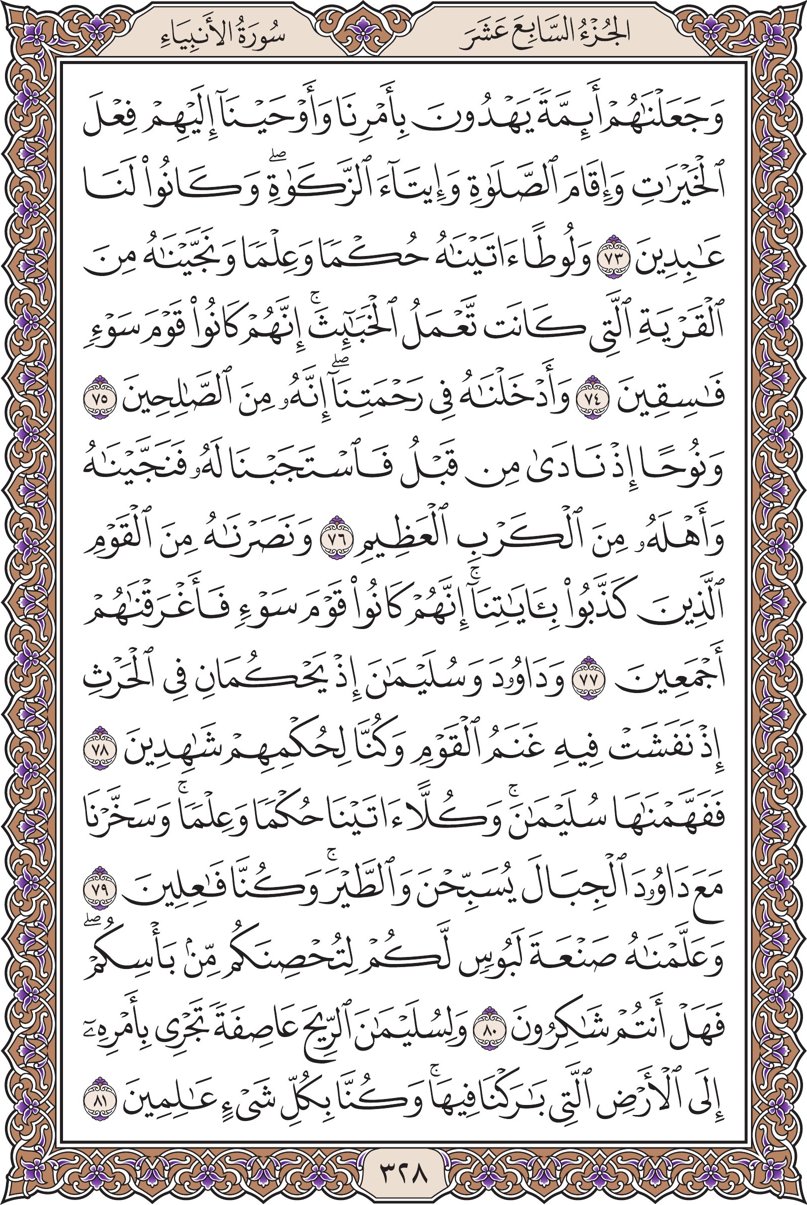 الجُزْءُ السَّابِعَ عَشَرَ
سُورَةُ الأَنبِيَاءِ
وَجَعَلْنَٰهُمْ أَئِمَّةً يَهْدُونَ بِأَمْرِنَا وَأَوْحَيْنَآ إِلَيْهِمْ فِعْلَ
ٱلْخَيْرَٰتِ وَإِقَامَ ٱلصَّلَوٰةِ وَإِيتَآءَ ٱلزَّكَوٰةِۖ وَكَانُوا۟ لَنَا
عَٰبِدِينَ ٧٣ وَلُوطًا ءَاتَيْنَٰهُ حُكْمًا وَعِلْمًا وَنَجَّيْنَٰهُ مِنَ
ٱلْقَرْيَةِ ٱلَّتِى كَانَت تَّعْمَلُ ٱلْخَبَٰٓئِثَۚ إِنَّهُمْ كَانُوا۟ قَوْمَ سَوْءٍ
فَٰسِقِينَ ٧٤ وَأَدْخَلْنَٰهُ فِى رَحْمَتِنَآۖ إِنَّهُۥ مِنَ ٱلصَّٰلِحِينَ ٧٥
وَنُوحًا إِذْ نَادَىٰ مِن قَبْلُ فَٱسْتَجَبْنَا لَهُۥ فَنَجَّيْنَٰهُ
وَأَهْلَهُۥ مِنَ ٱلْكَرْبِ ٱلْعَظِيمِ ٧٦ وَنَصَرْنَٰهُ مِنَ ٱلْقَوْمِ
ٱلَّذِينَ كَذَّبُوا۟ بِـَٔايَٰتِنَآۚ إِنَّهُمْ كَانُوا۟ قَوْمَ سَوْءٍ فَأَغْرَقْنَٰهُمْ
أَجْمَعِينَ ٧٧ وَدَاوُۥدَ وَسُلَيْمَٰنَ إِذْ يَحْكُمَانِ فِى ٱلْحَرْثِ
إِذْ نَفَشَتْ فِيهِ غَنَمُ ٱلْقَوْمِ وَكُنَّا لِحُكْمِهِمْ شَٰهِدِينَ ٧٨
فَفَهَّمْنَٰهَا سُلَيْمَٰنَۚ وَكُلًّا ءَاتَيْنَا حُكْمًا وَعِلْمًاۚ وَسَخَّرْنَا
مَعَ دَاوُۥدَ ٱلْجِبَالَ يُسَبِّحْنَ وَٱلطَّيْرَۚ وَكُنَّا فَٰعِلِينَ ٧٩
وَعَلَّمْنَٰهُ صَنْعَةَ لَبُوسٍ لَّكُمْ لِتُحْصِنَكُم مِّنۢ بَأْسِكُمْۖ
فَهَلْ أَنتُمْ شَٰكِرُونَ ٨٠ وَلِسُلَيْمَٰنَ ٱلرِّيحَ عَاصِفَةً تَجْرِى بِأَمْرِهِۦٓ
إِلَى ٱلْأَرْضِ ٱلَّتِى بَٰرَكْنَا فِيهَاۚ وَكُنَّا بِكُلِّ شَىْءٍ عَٰلِمِينَ ٨١
٣٢٨